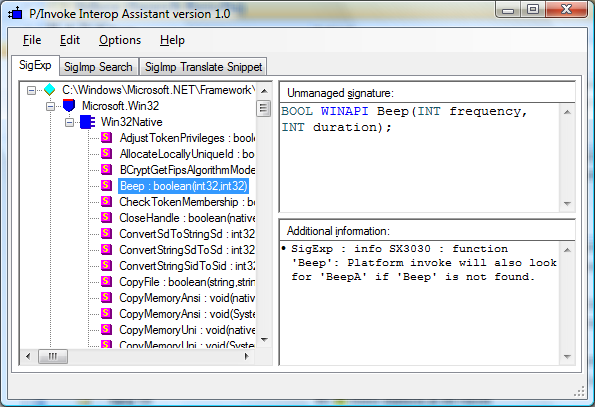 P/Invoke Interop Assistant version 1.0
File Edit Options Help
SigExp SigImp Search SigImp Translate Snippet
C:\Windows\Microsoft.NET\Framework\
Microsoft.Win32
Win32Native
AdjustTokenPrivileges : boole
AllocateLocallyUniqueId : bo
BCryptGetFipsAlgorithmMode
Beep : boolean(int32,int32)
CheckTokenMembership : bo
CloseHandle : boolean(native
ConvertSdToStringSd : int32
ConvertStringSdToSd : int32
ConvertStringSidToSid : int3
CopyFile : boolean(string,strin
CopyMemoryAnsi : void(native
CopyMemoryAnsi : void(Syste
CopyMemoryUni : void(native
CopyMemoryUni : void(System
Unmanaged signature:
BOOL WINAPI Beep(INT frequency,
INT duration);
Additional information:
• SigExp : info SX3030 : function
'Beep': Platform invoke will also look
for 'BeepA' if 'Beep' is not found.